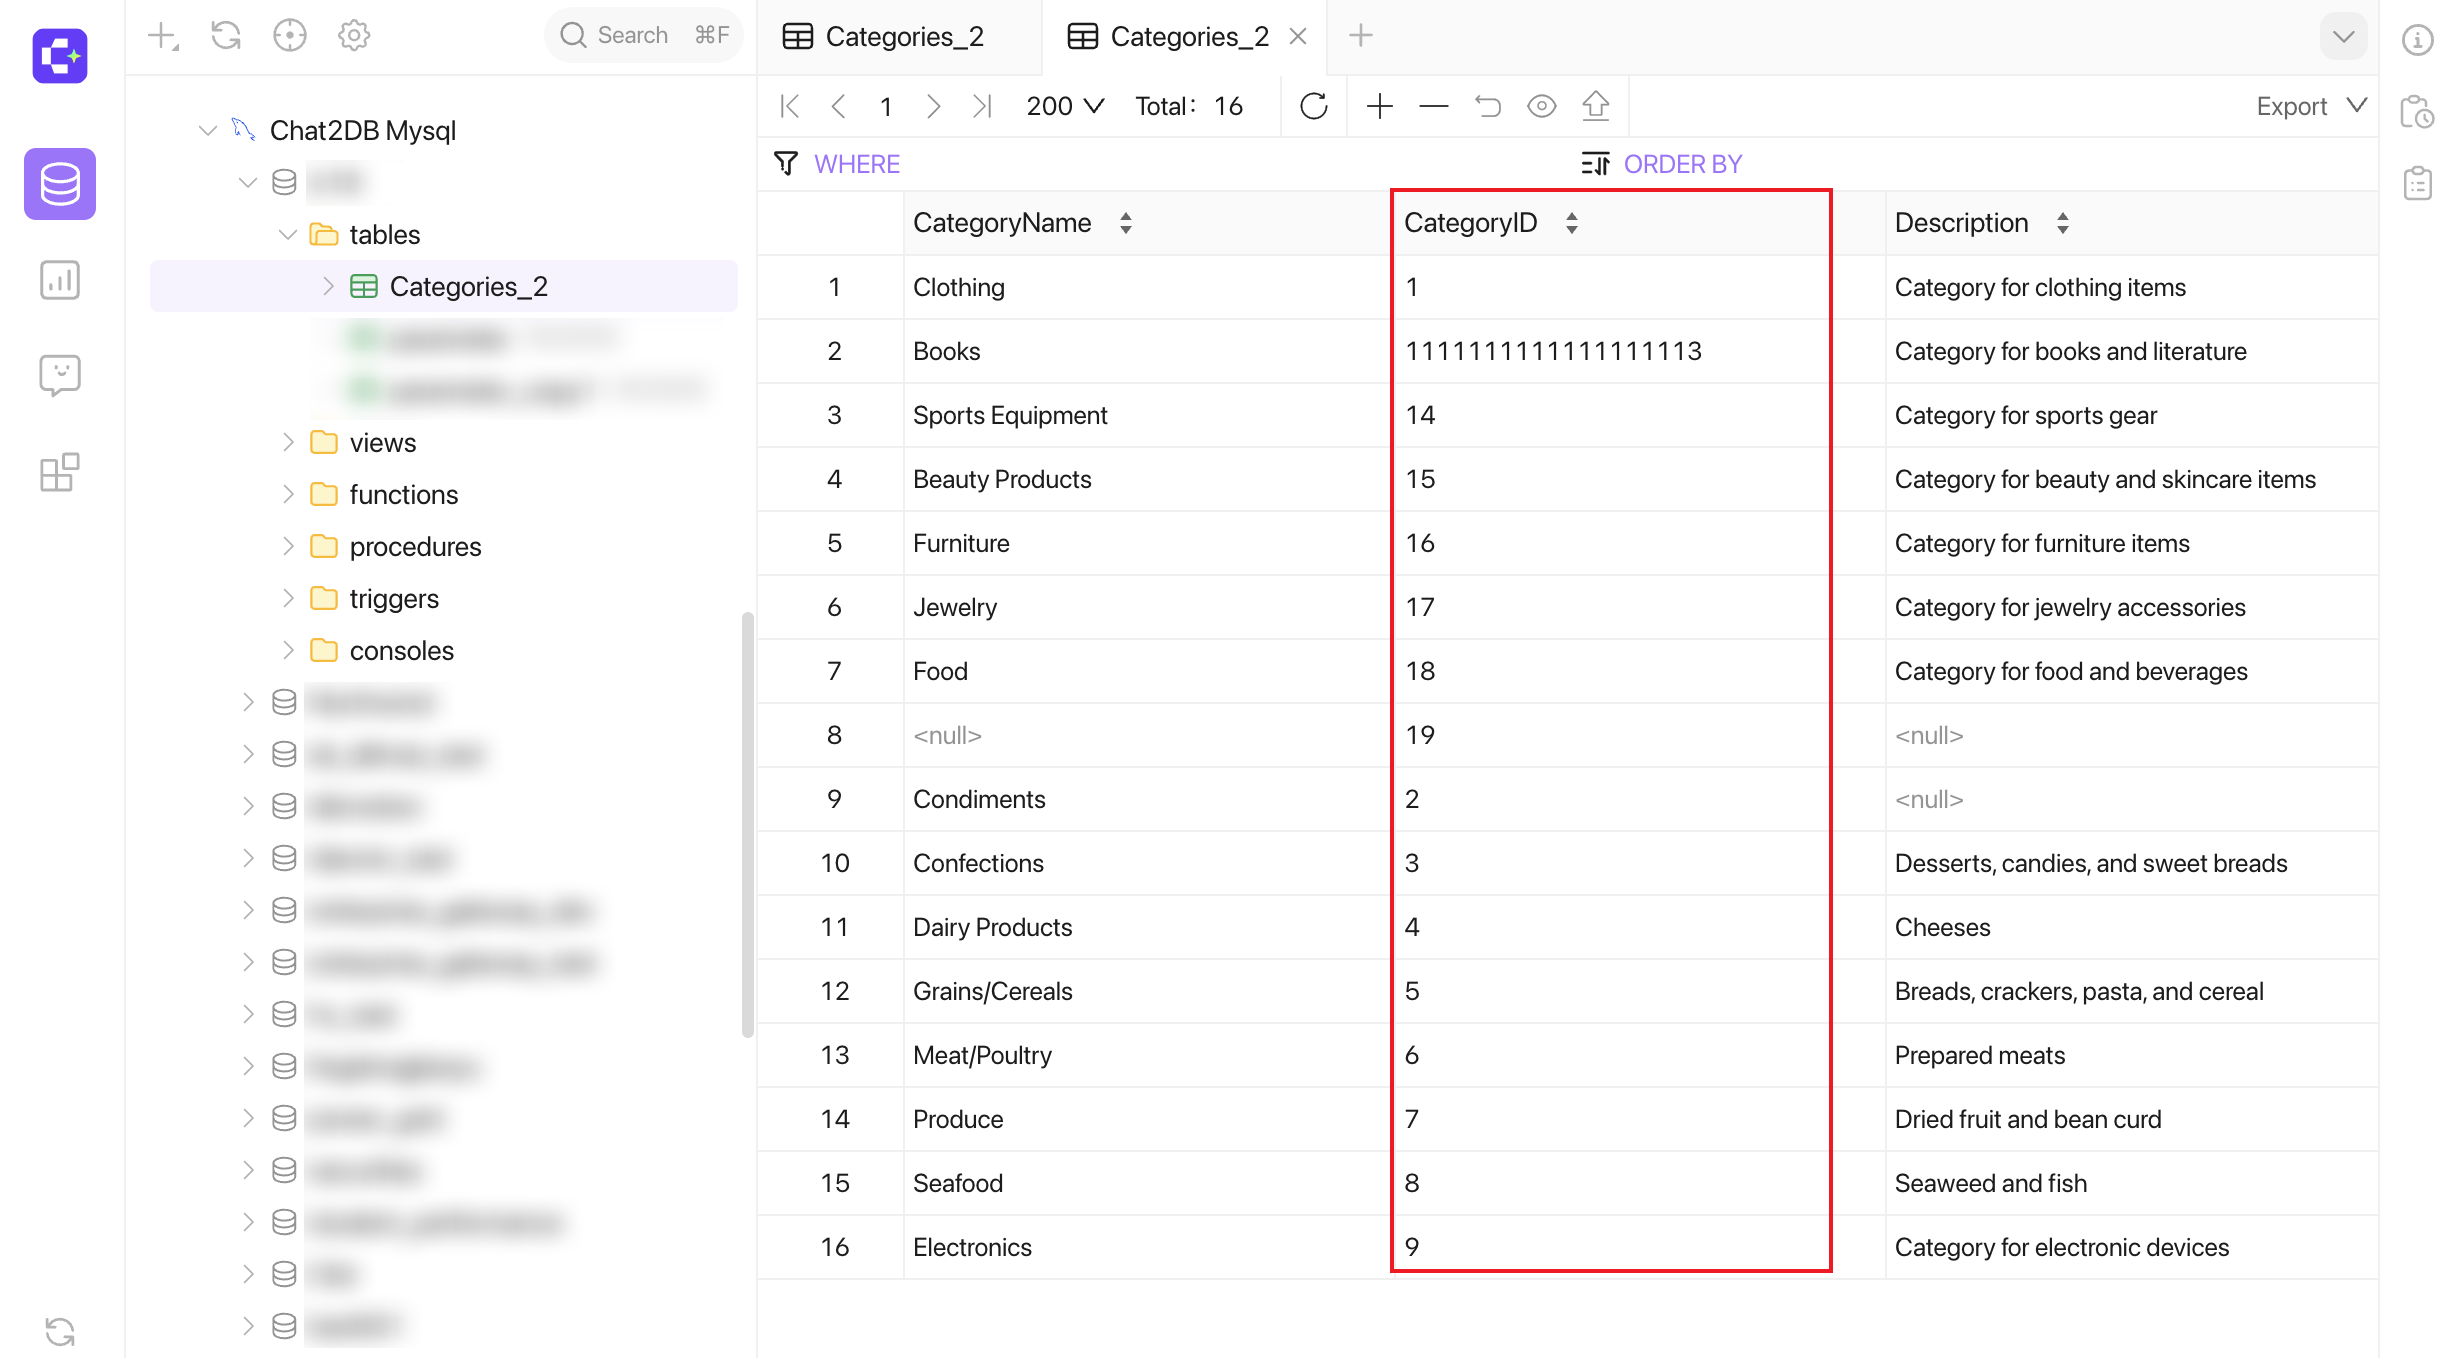 Search ⌘F
Categories_2
Categories_2
1
200
Total: 16
Export
WHERE
ORDER BY
Chat2DB Mysql
tables
Categories_2
views
functions
procedures
triggers
consoles
CategoryName CategoryID Description
1 Clothing 1 Category for clothing items
2 Books 1111111111111111113 Category for books and literature
3 Sports Equipment 14 Category for sports gear
4 Beauty Products 15 Category for beauty and skincare items
5 Furniture 16 Category for furniture items
6 Jewelry 17 Category for jewelry accessories
7 Food 18 Category for food and beverages
8 <null> 19 <null>
9 Condiments 2 <null>
10 Confections 3 Desserts, candies, and sweet breads
11 Dairy Products 4 Cheeses
12 Grains/Cereals 5 Breads, crackers, pasta, and cereal
13 Meat/Poultry 6 Prepared meats
14 Produce 7 Dried fruit and bean curd
15 Seafood 8 Seaweed and fish
16 Electronics 9 Category for electronic devices